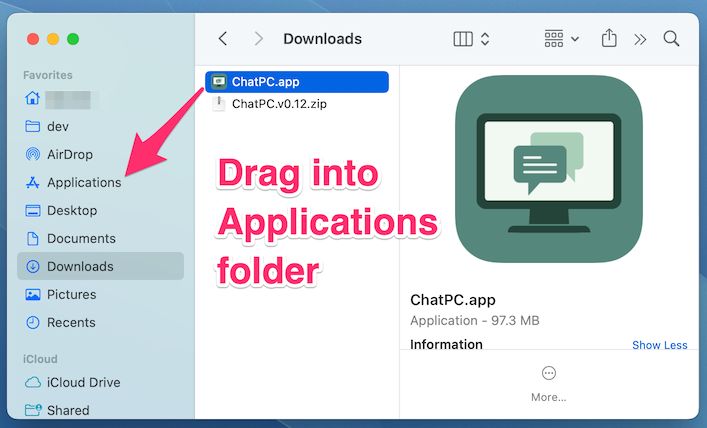 Downloads
Favorites
dev
AirDrop
Applications
Desktop
Documents
Downloads
Pictures
Recents
iCloud
iCloud Drive
Shared
ChatPC.app
ChatPC.v0.12.zip
Drag into
Applications
folder
ChatPC.app
Application - 97.3 MB
Information Show Less
More...